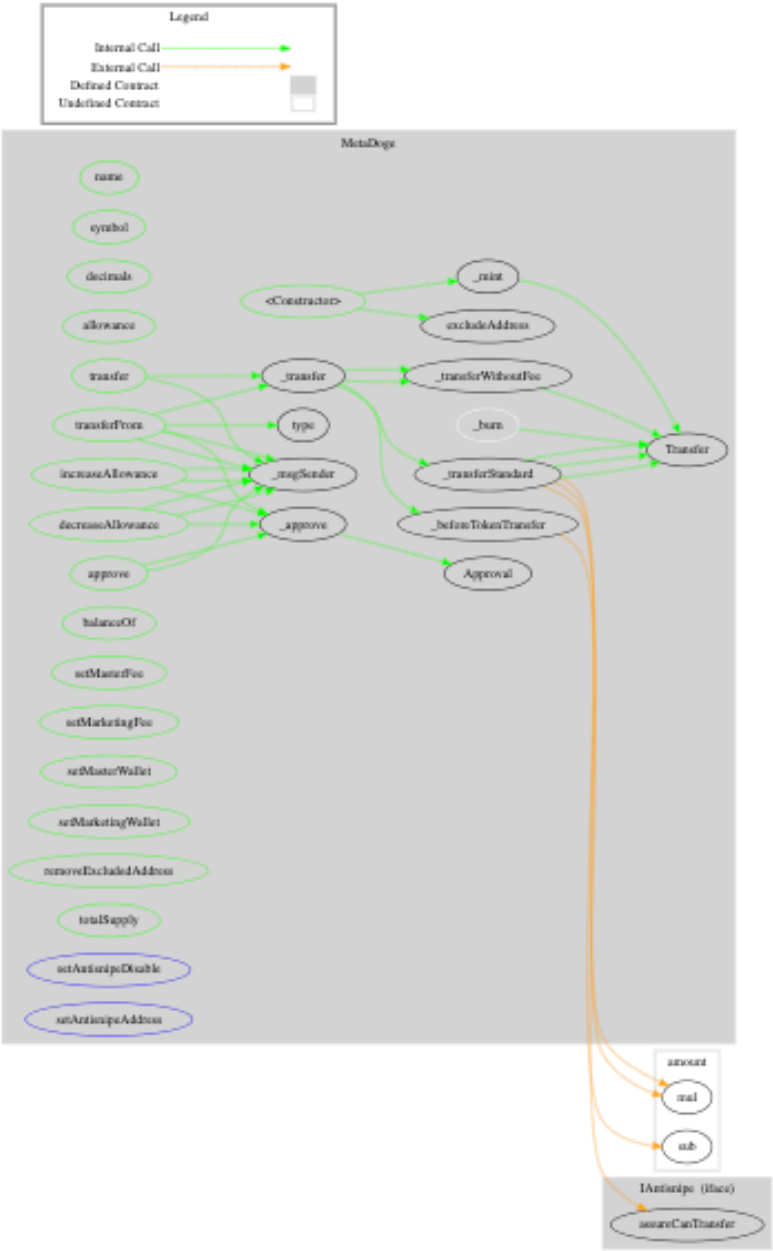 Legend
Internal Call
External Call
Defined Contract
Undefined Contract
MetaDoge
name
symbol
decimals
allowance
transfer
transferFrom
increaseAllowance
decreaseAllowance
approve
balanceOf
setMasterFee
setMarketingFee
setMasterWallet
setMarketingWallet
removeExcludedAddress
totalSupply
setAntisnipeDisable
setAntisnipeAddress
<Constructor>
_transfer
type
_msgSender
_approve
_mint
excludeAddress
_transferWithoutFee
_burn
_transferStandard
_beforeTokenTransfer
Approval
Transfer
amount
mul
sub
IAntisnipe (iface)
assureCanTransfer